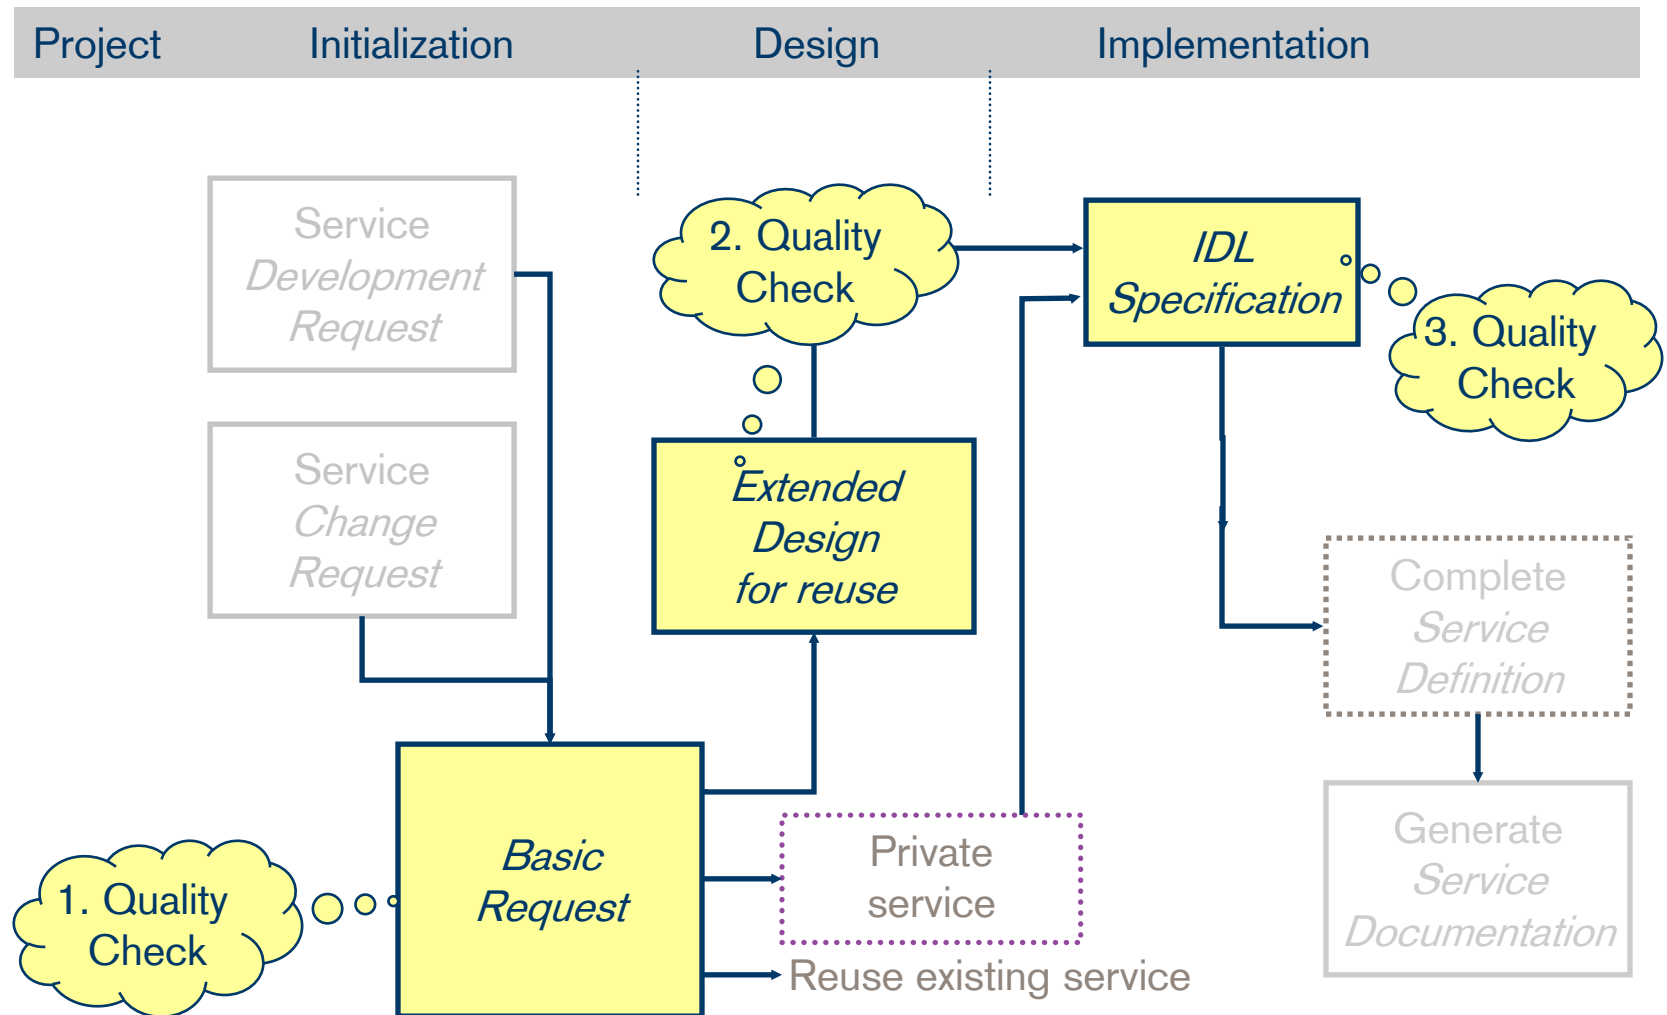 Project Initialization Design Implementation
Service
Development
Request
2. Quality
Check
IDL
Specification
3. Quality
Check
Service
Change
Request
Extended
Design
for reuse
Complete
Service
Definition
Basic
Request
Private
service
Generate
Service
Documentation
1. Quality
Check
Reuse existing service